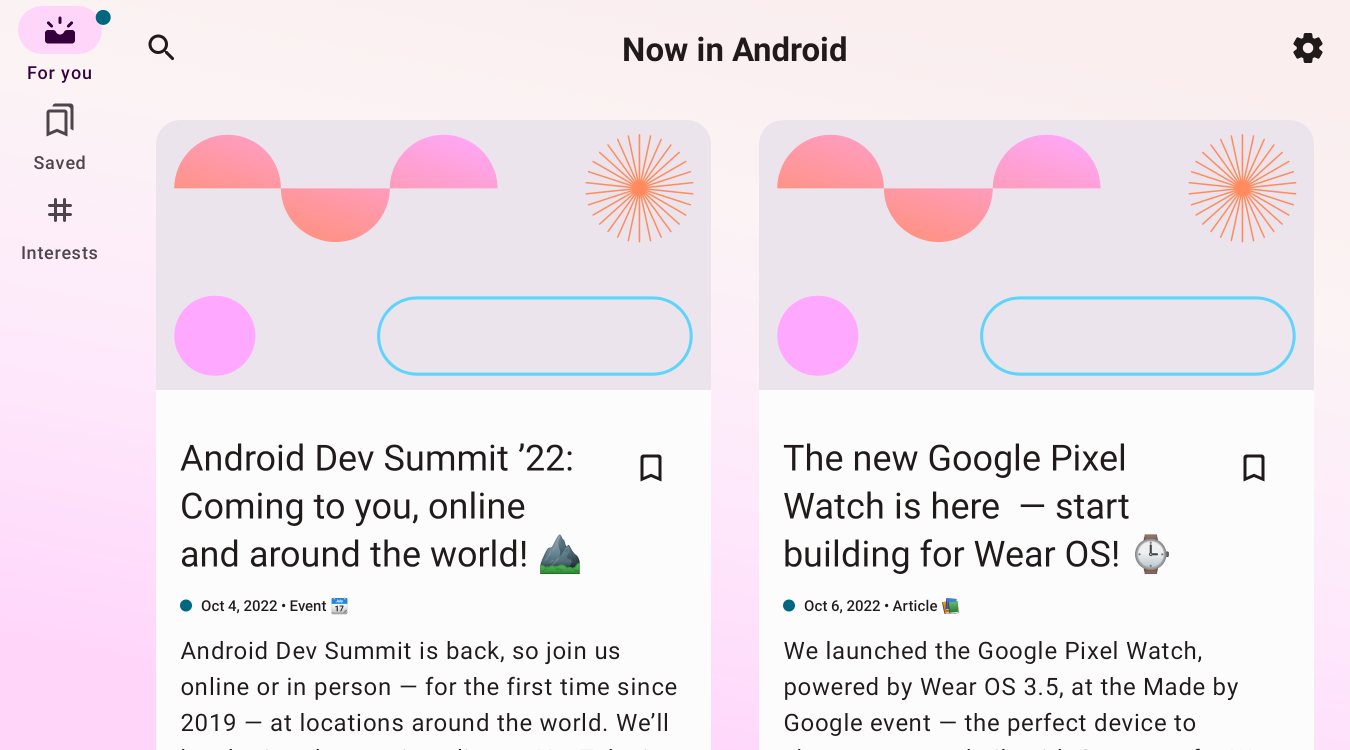 For you
Saved
Interests
Now in Android
Android Dev Summit ’22:
Coming to you, online
and around the world! ⛰️
Oct 4, 2022 • Event 📆
Android Dev Summit is back, so join us
online or in person — for the first time since
2019 — at locations around the world. We’ll
The new Google Pixel
Watch is here  — start
building for Wear OS! ⌚
Oct 6, 2022 • Article 📚
We launched the Google Pixel Watch,
powered by Wear OS 3.5, at the Made by
Google event — the perfect device to